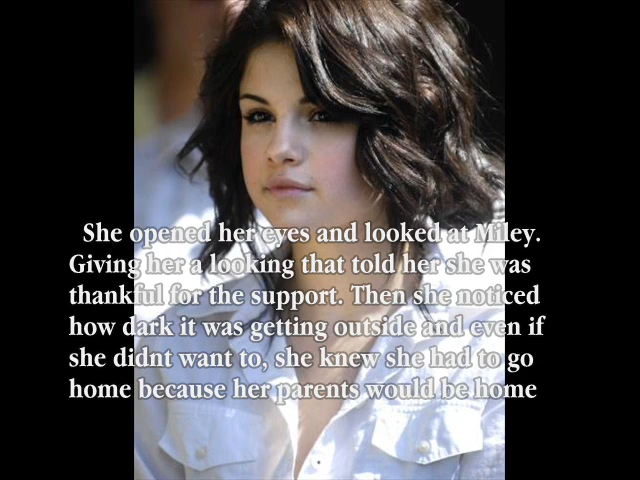 She opened her eyes and looked at Miley.
Giving her a looking that told her she was
thankful for the support. Then she noticed
how dark it was getting outside and even if
she didnt want to, she knew she had to go
home because her parents would be home